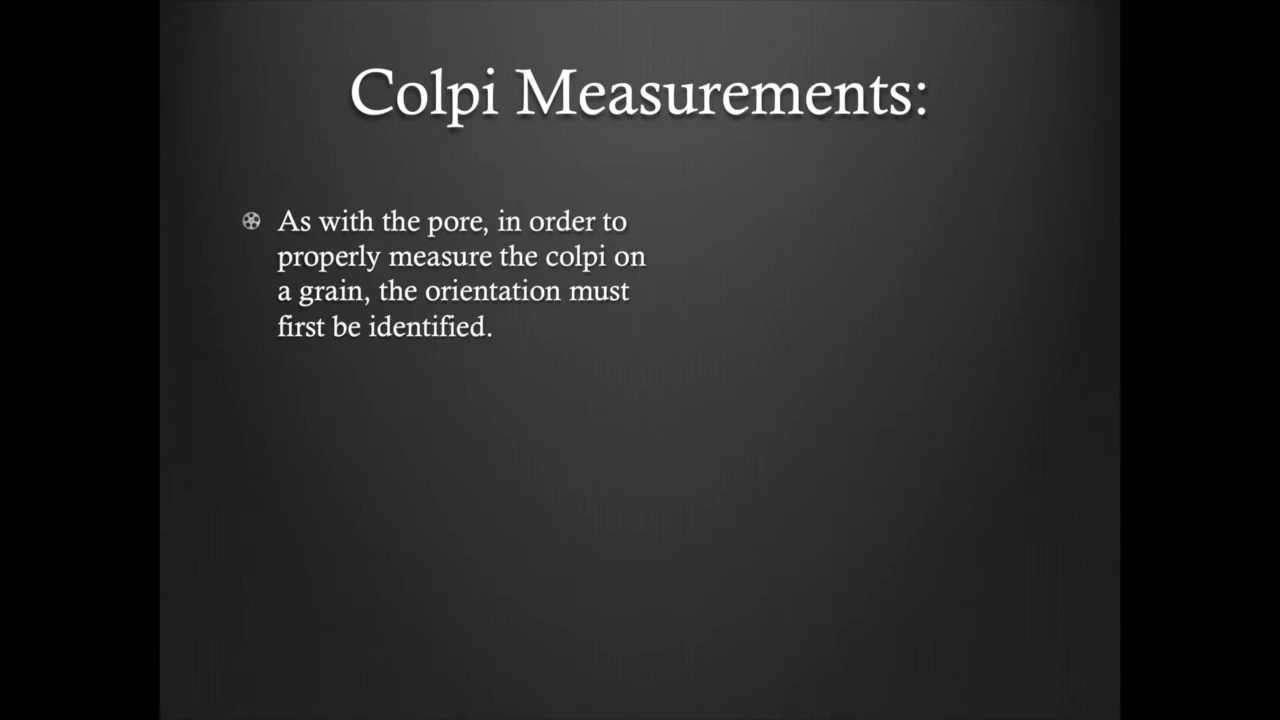 Colpi Measurements:
As with the pore, in order to
properly measure the colpi on
a grain, the orientation must
first be identified.